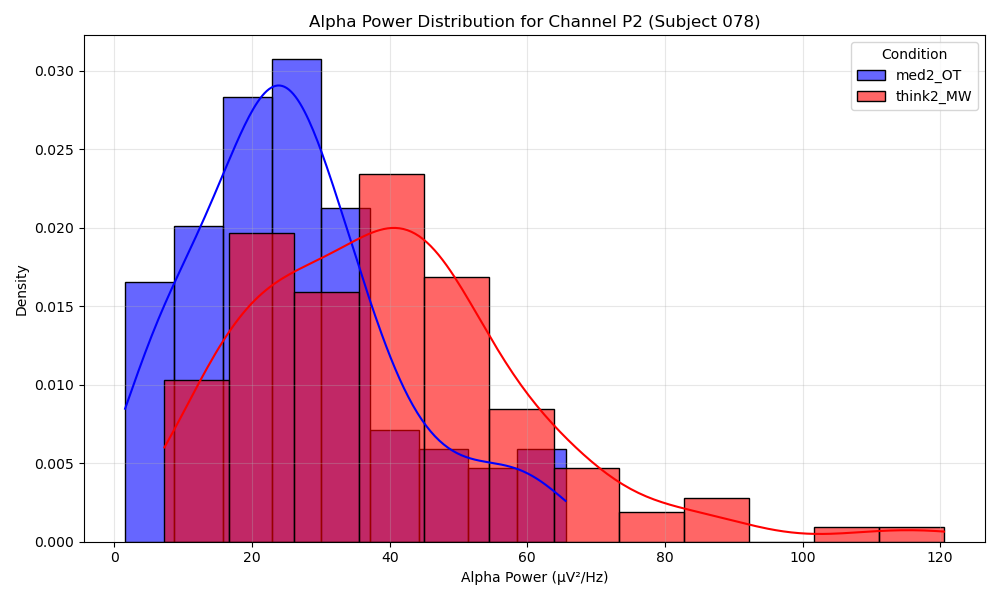 Alpha Power Distribution for Channel P2 (Subject 078)
Condition
med2_OT
think2_MW
Density
0.030
0.025
0.020
0.015
0.010
0.005
0.000
0 20 40 60 80 100 120
Alpha Power (μV²/Hz)